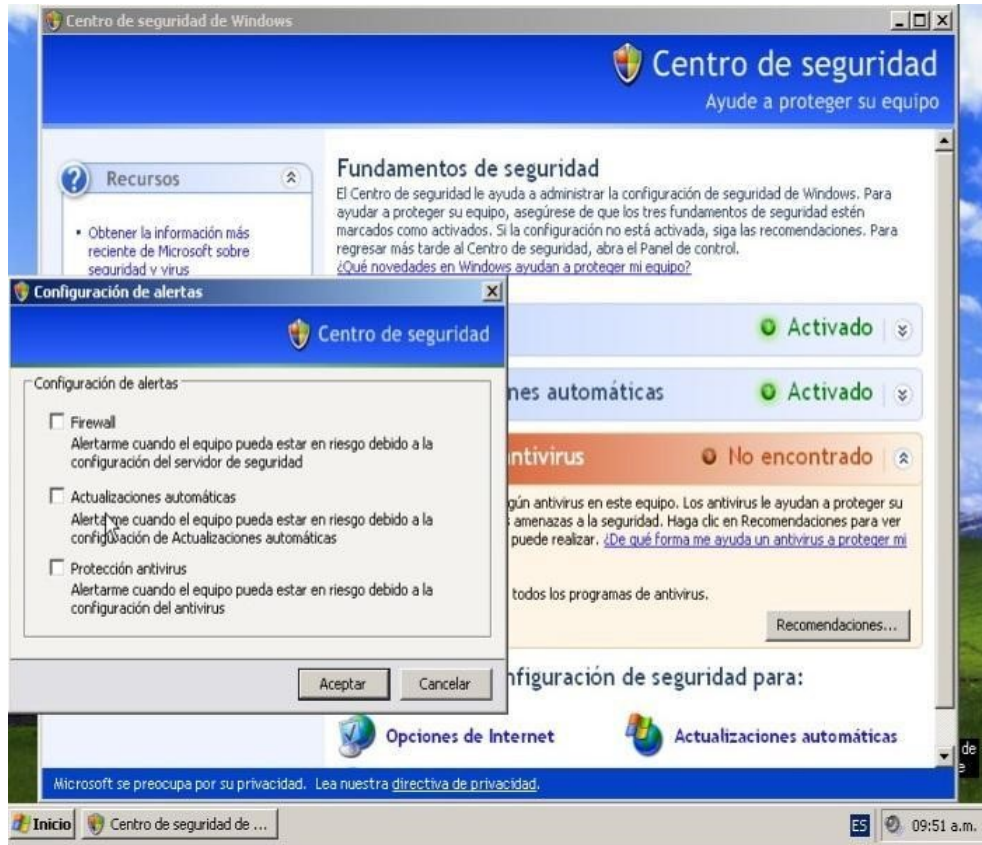 Centro de seguridad de Windows
Centro de seguridad
Ayude a proteger su equipo
Recursos
• Obtener la información más
reciente de Microsoft sobre
seguridad y virus
Fundamentos de seguridad
El Centro de seguridad le ayuda a administrar la configuración de seguridad de Windows. Para
ayudar a proteger su equipo, asegúrese de que los tres fundamentos de seguridad estén
marcados como activados. Si la configuración no está activada, siga las recomendaciones. Para
regresar más tarde al Centro de seguridad, abra el Panel de control.
¿Qué novedades en Windows ayudan a proteger mi equipo?
Configuración de alertas
Centro de seguridad
Configuración de alertas
Firewall
Alertarme cuando el equipo pueda estar en riesgo debido a la
configuración del servidor de seguridad
Actualizaciones automáticas
Alertarme cuando el equipo pueda estar en riesgo debido a la
configuración de Actualizaciones automáticas
Protección antivirus
Alertarme cuando el equipo pueda estar en riesgo debido a la
configuración del antivirus
Aceptar Cancelar
Activado
nes automáticas Activado
ntivirus No encontrado
gún antivirus en este equipo. Los antivirus le ayudan a proteger su
amenazas a la seguridad. Haga clic en Recomendaciones para ver
puede realizar. ¿De qué forma me ayuda un antivirus a proteger mi
todos los programas de antivirus.
Recomendaciones...
nfiguración de seguridad para:
Opciones de Internet Actualizaciones automáticas
de
Microsoft se preocupa por su privacidad. Lea nuestra directiva de privacidad.
Inicio Centro de seguridad de ... ES 09:51 a.m.